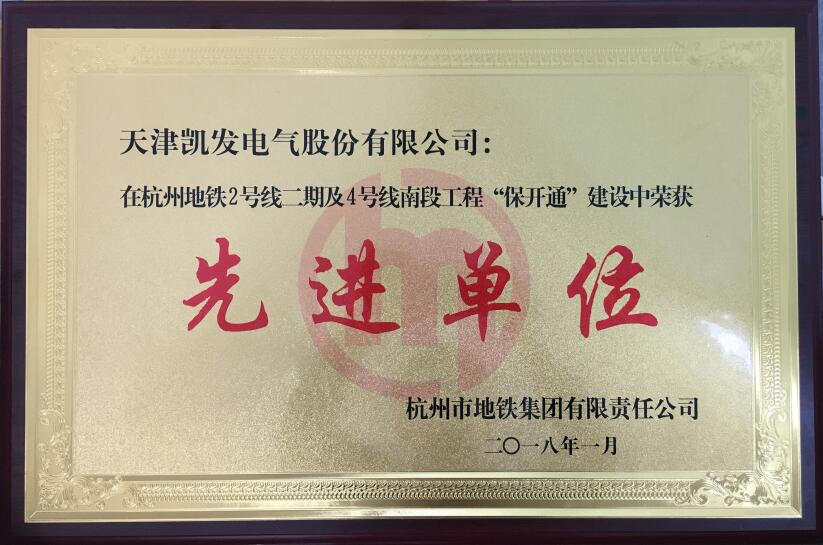 天津凯发电气股份有限公司：
在杭州地铁2号线二期及4号线南段工程“保开通”建设中荣获
先进单位
杭州市地铁集团有限责任公司
二〇一八年一月